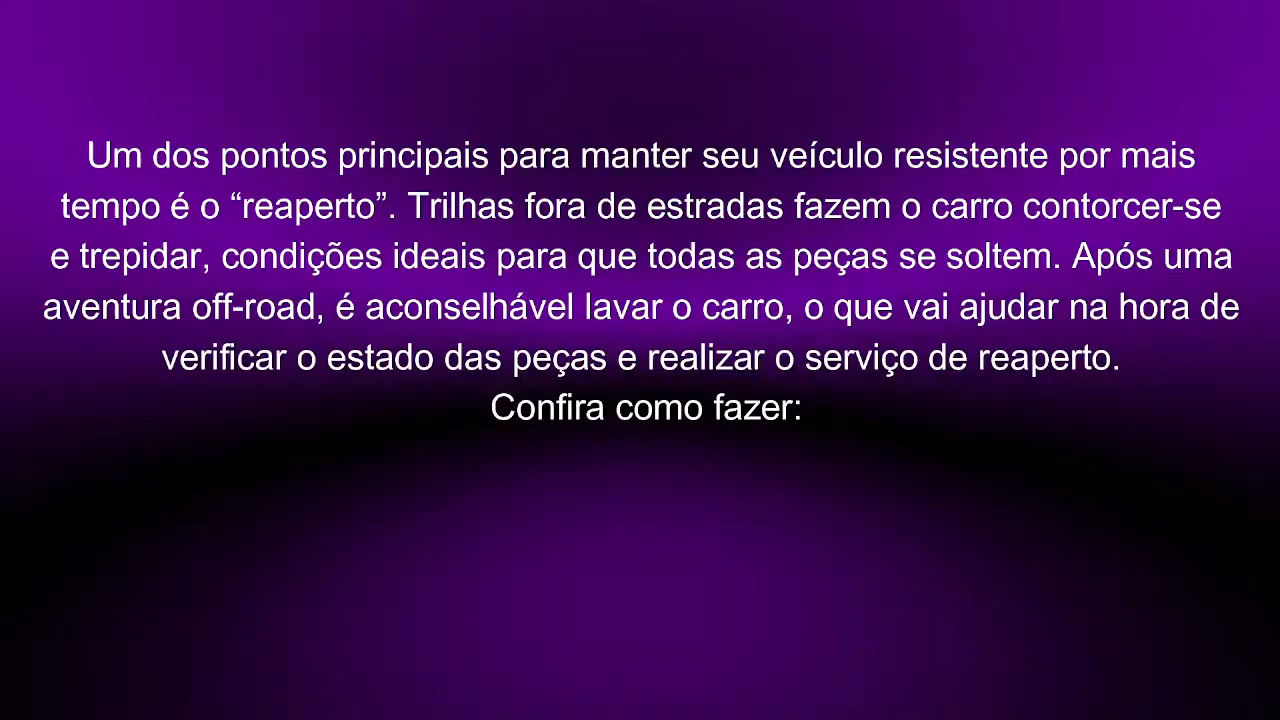 Um dos pontos principais para manter seu veículo resistente por mais
tempo é o “reaperto”. Trilhas fora de estradas fazem o carro contorcer-se
e trepidar, condições ideais para que todas as peças se soltem. Após uma
aventura off-road, é aconselhável lavar o carro, o que vai ajudar na hora de
verificar o estado das peças e realizar o serviço de reaperto.
Confira como fazer: